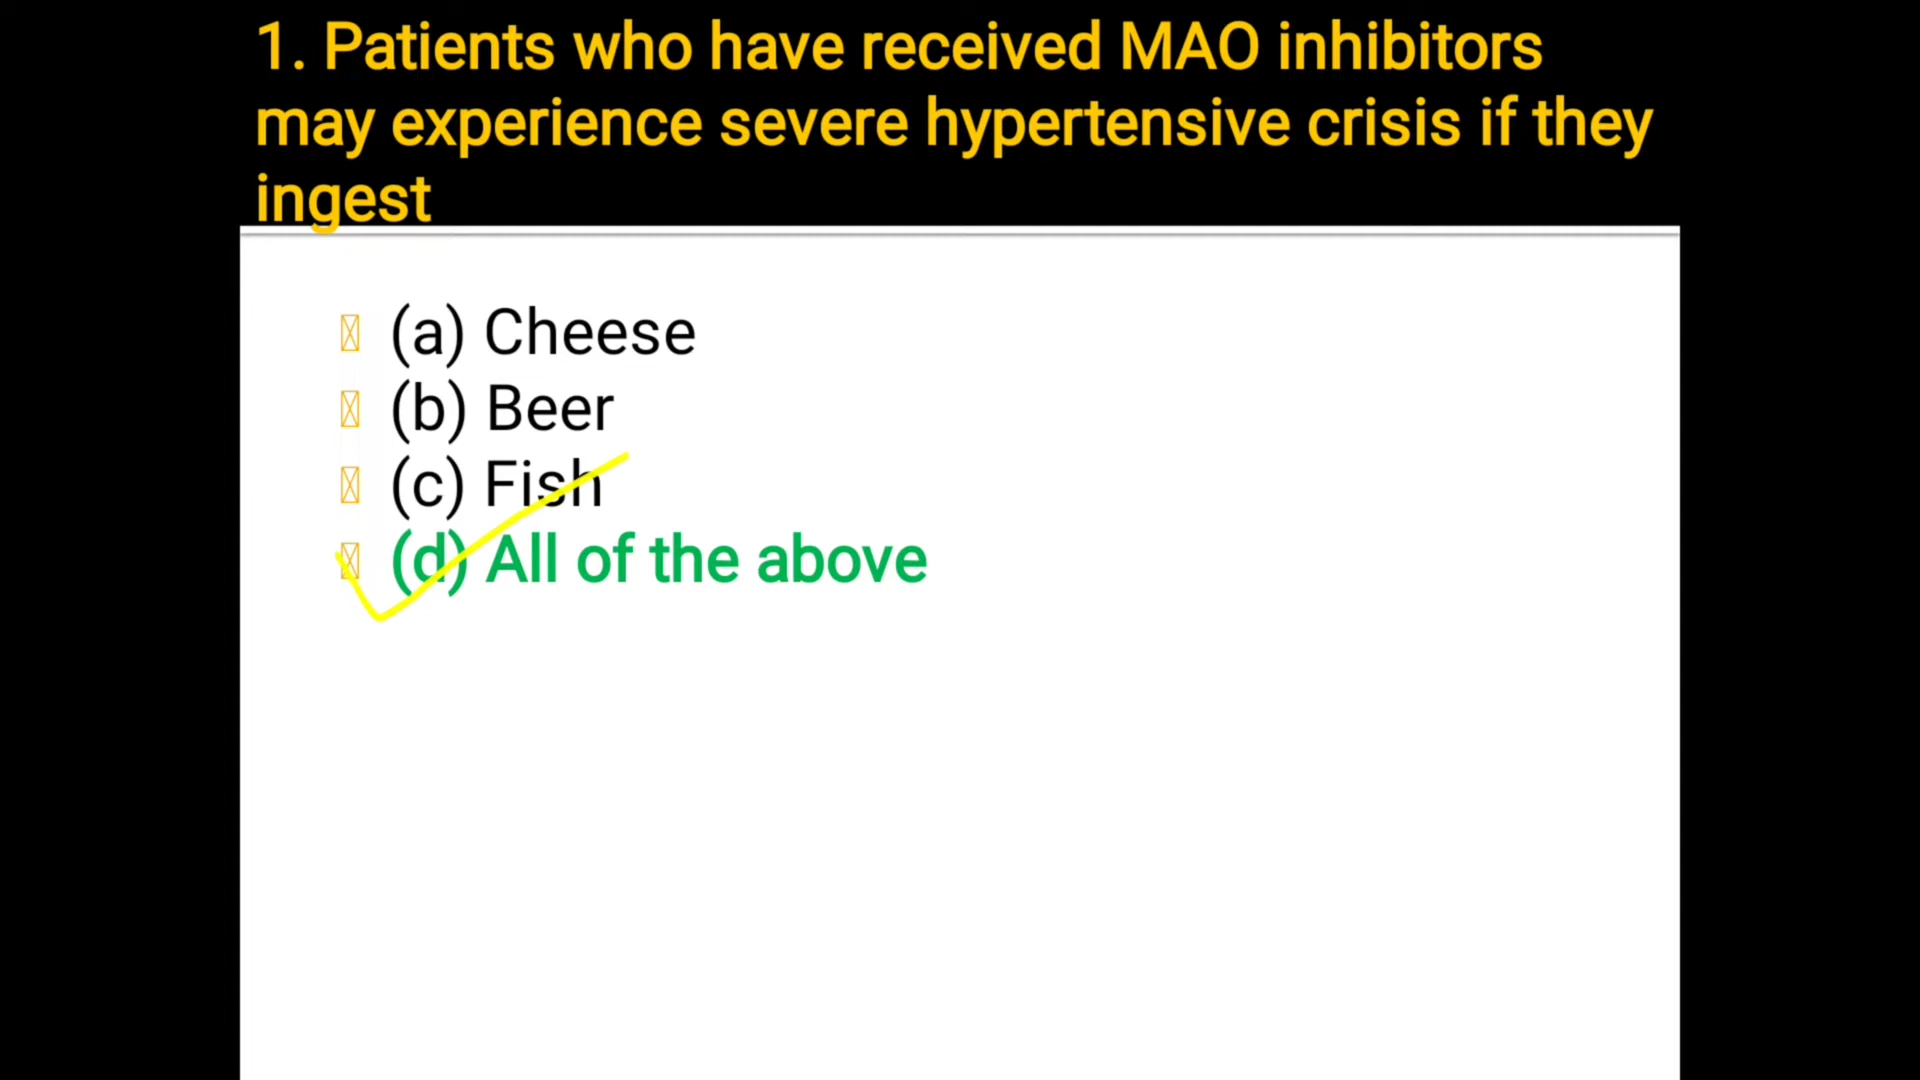 1. Patients who have received MAO inhibitors
may experience severe hypertensive crisis if they
ingest
(a) Cheese
(b) Beer
(c) Fish
(d) All of the above